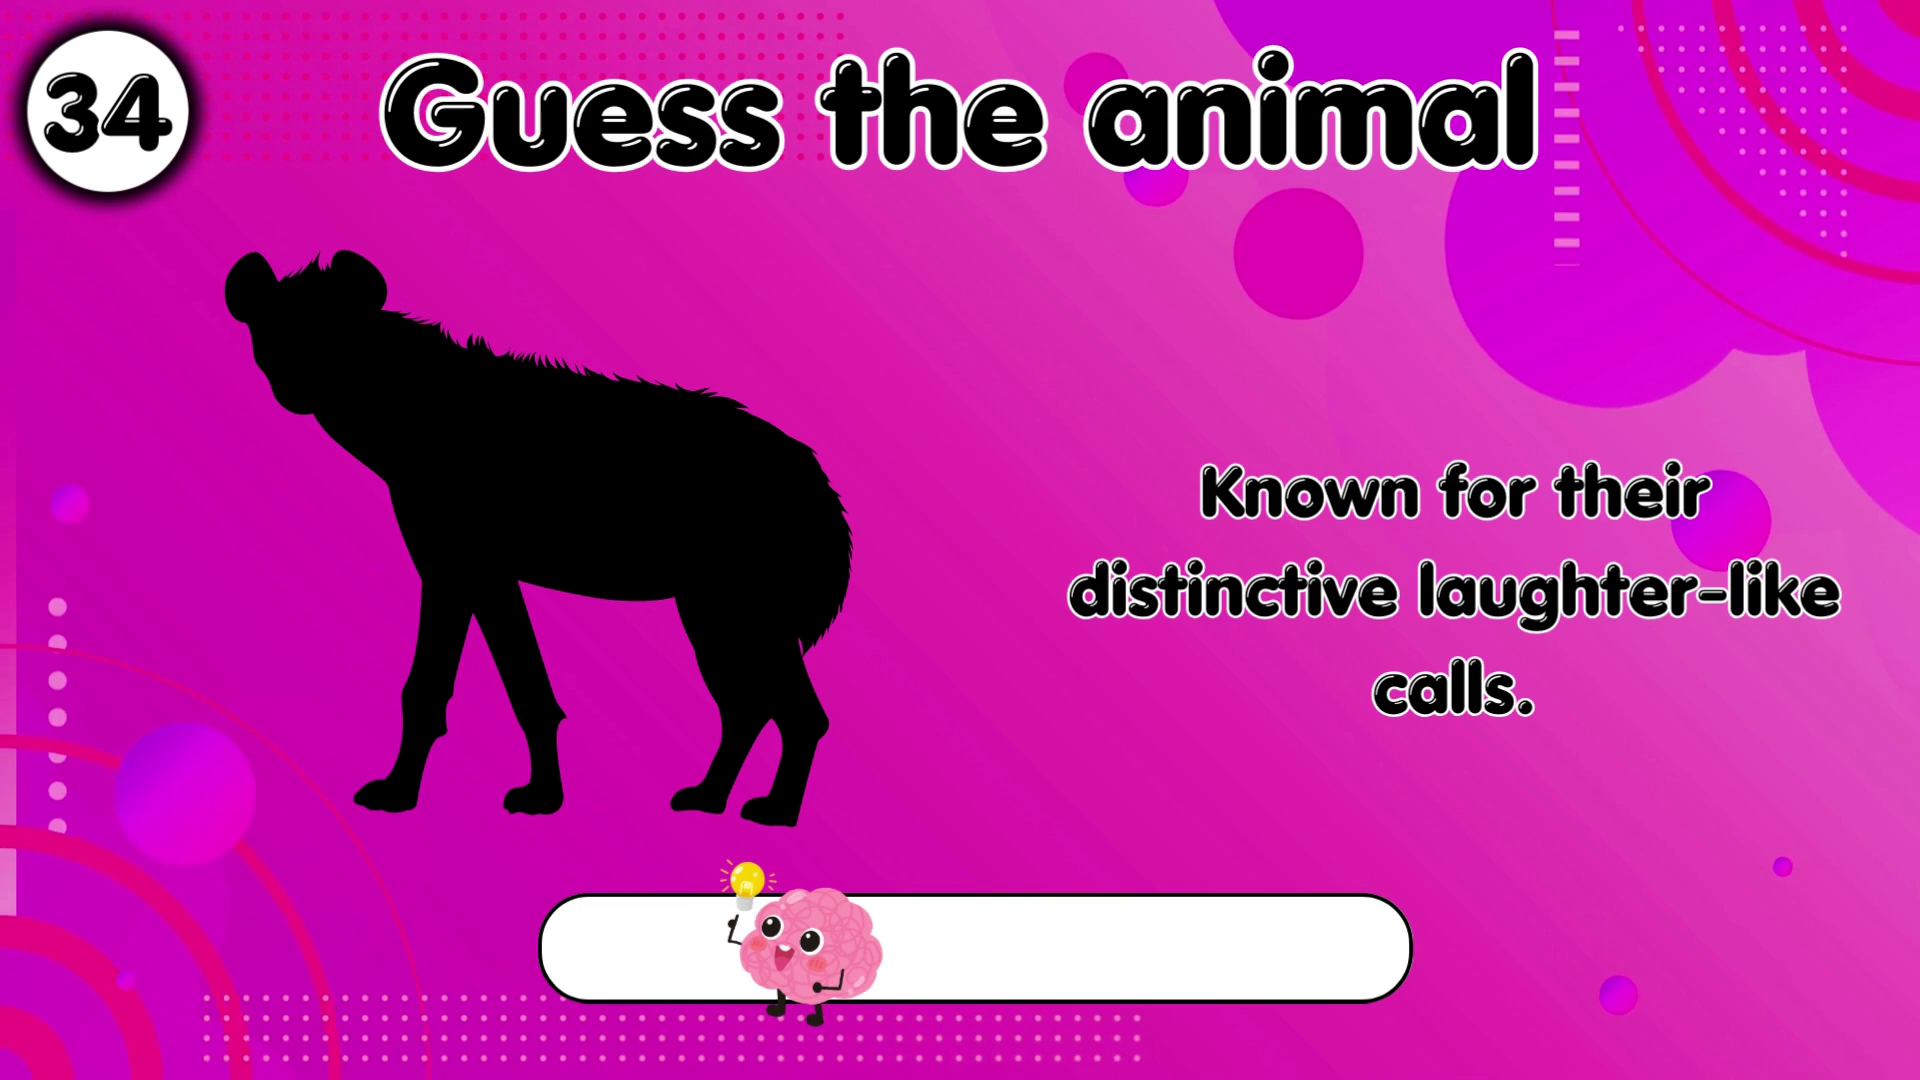 34
Guess the animal
Known for their
distinctive laughter-like
calls.